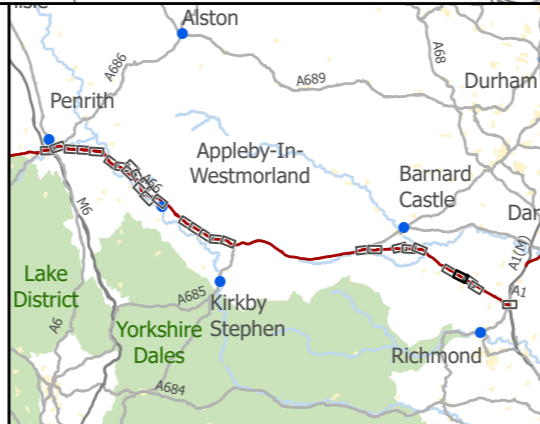 Alston
A686
A68
A689
Durham
Penrith
Appleby-In-
Westmorland
A66
Barnard
Castle
M6
A1(M)
Lake
District
A1
A685
Kirkby
Stephen
A6
Yorkshire
Dales
Richmond
A684